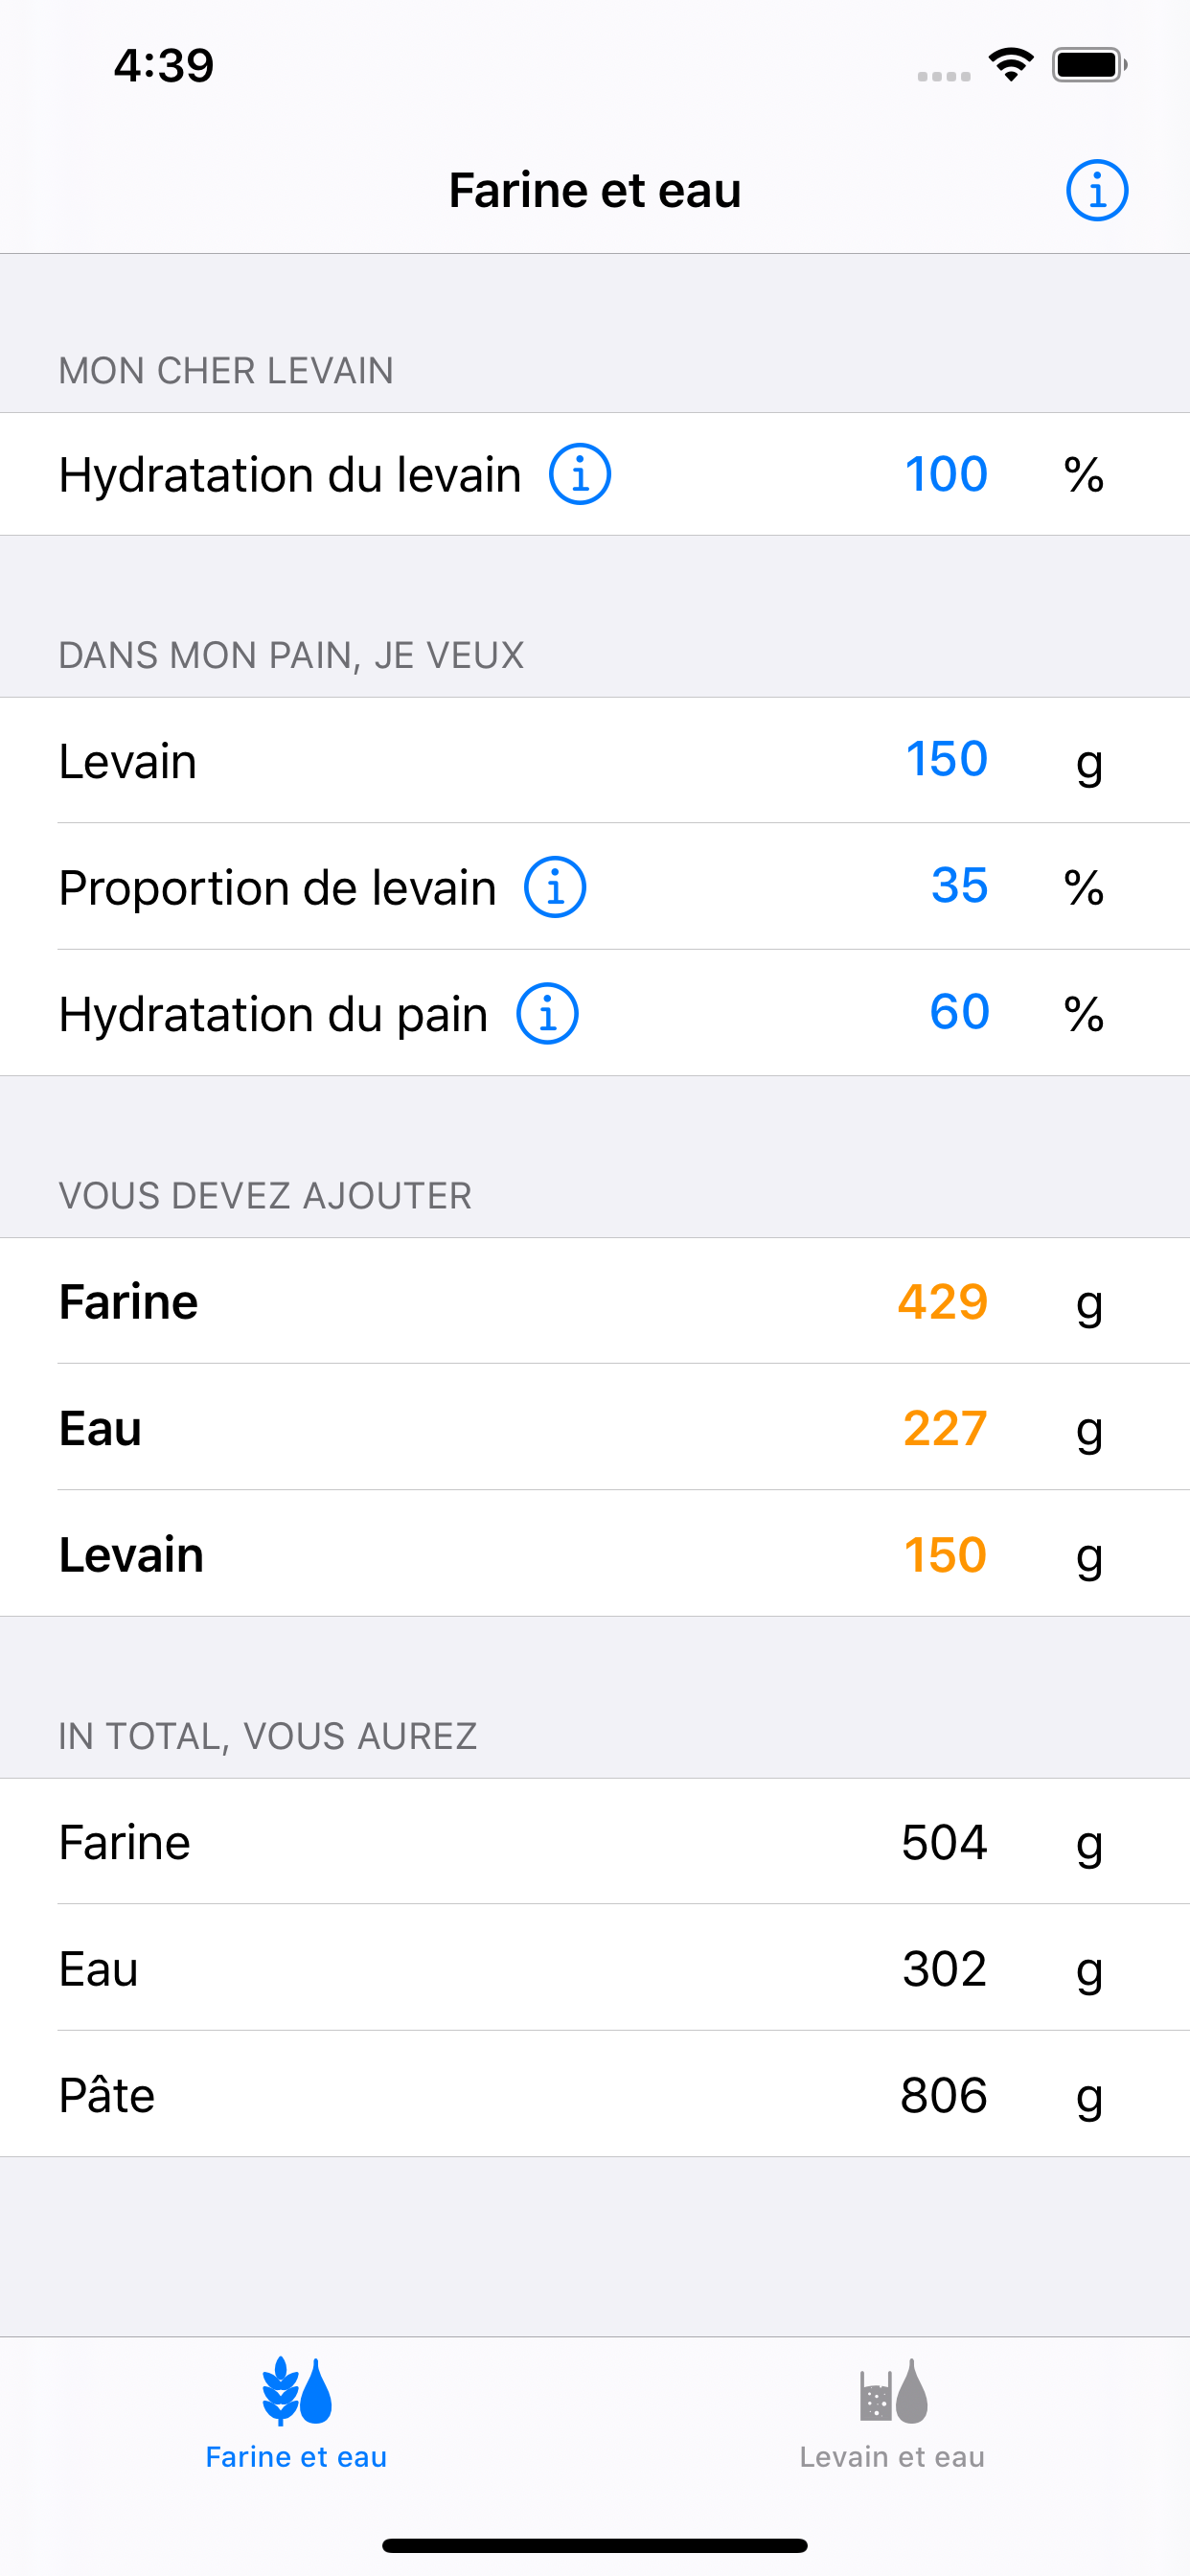 4:39
Farine et eau
MON CHER LEVAIN
Hydratation du levain 100 %
DANS MON PAIN, JE VEUX
Levain 150 g
Proportion de levain 35 %
Hydratation du pain 60 %
VOUS DEVEZ AJOUTER
Farine 429 g
Eau 227 g
Levain 150 g
IN TOTAL, VOUS AUREZ
Farine 504 g
Eau 302 g
Pâte 806 g
Farine et eau
Levain et eau